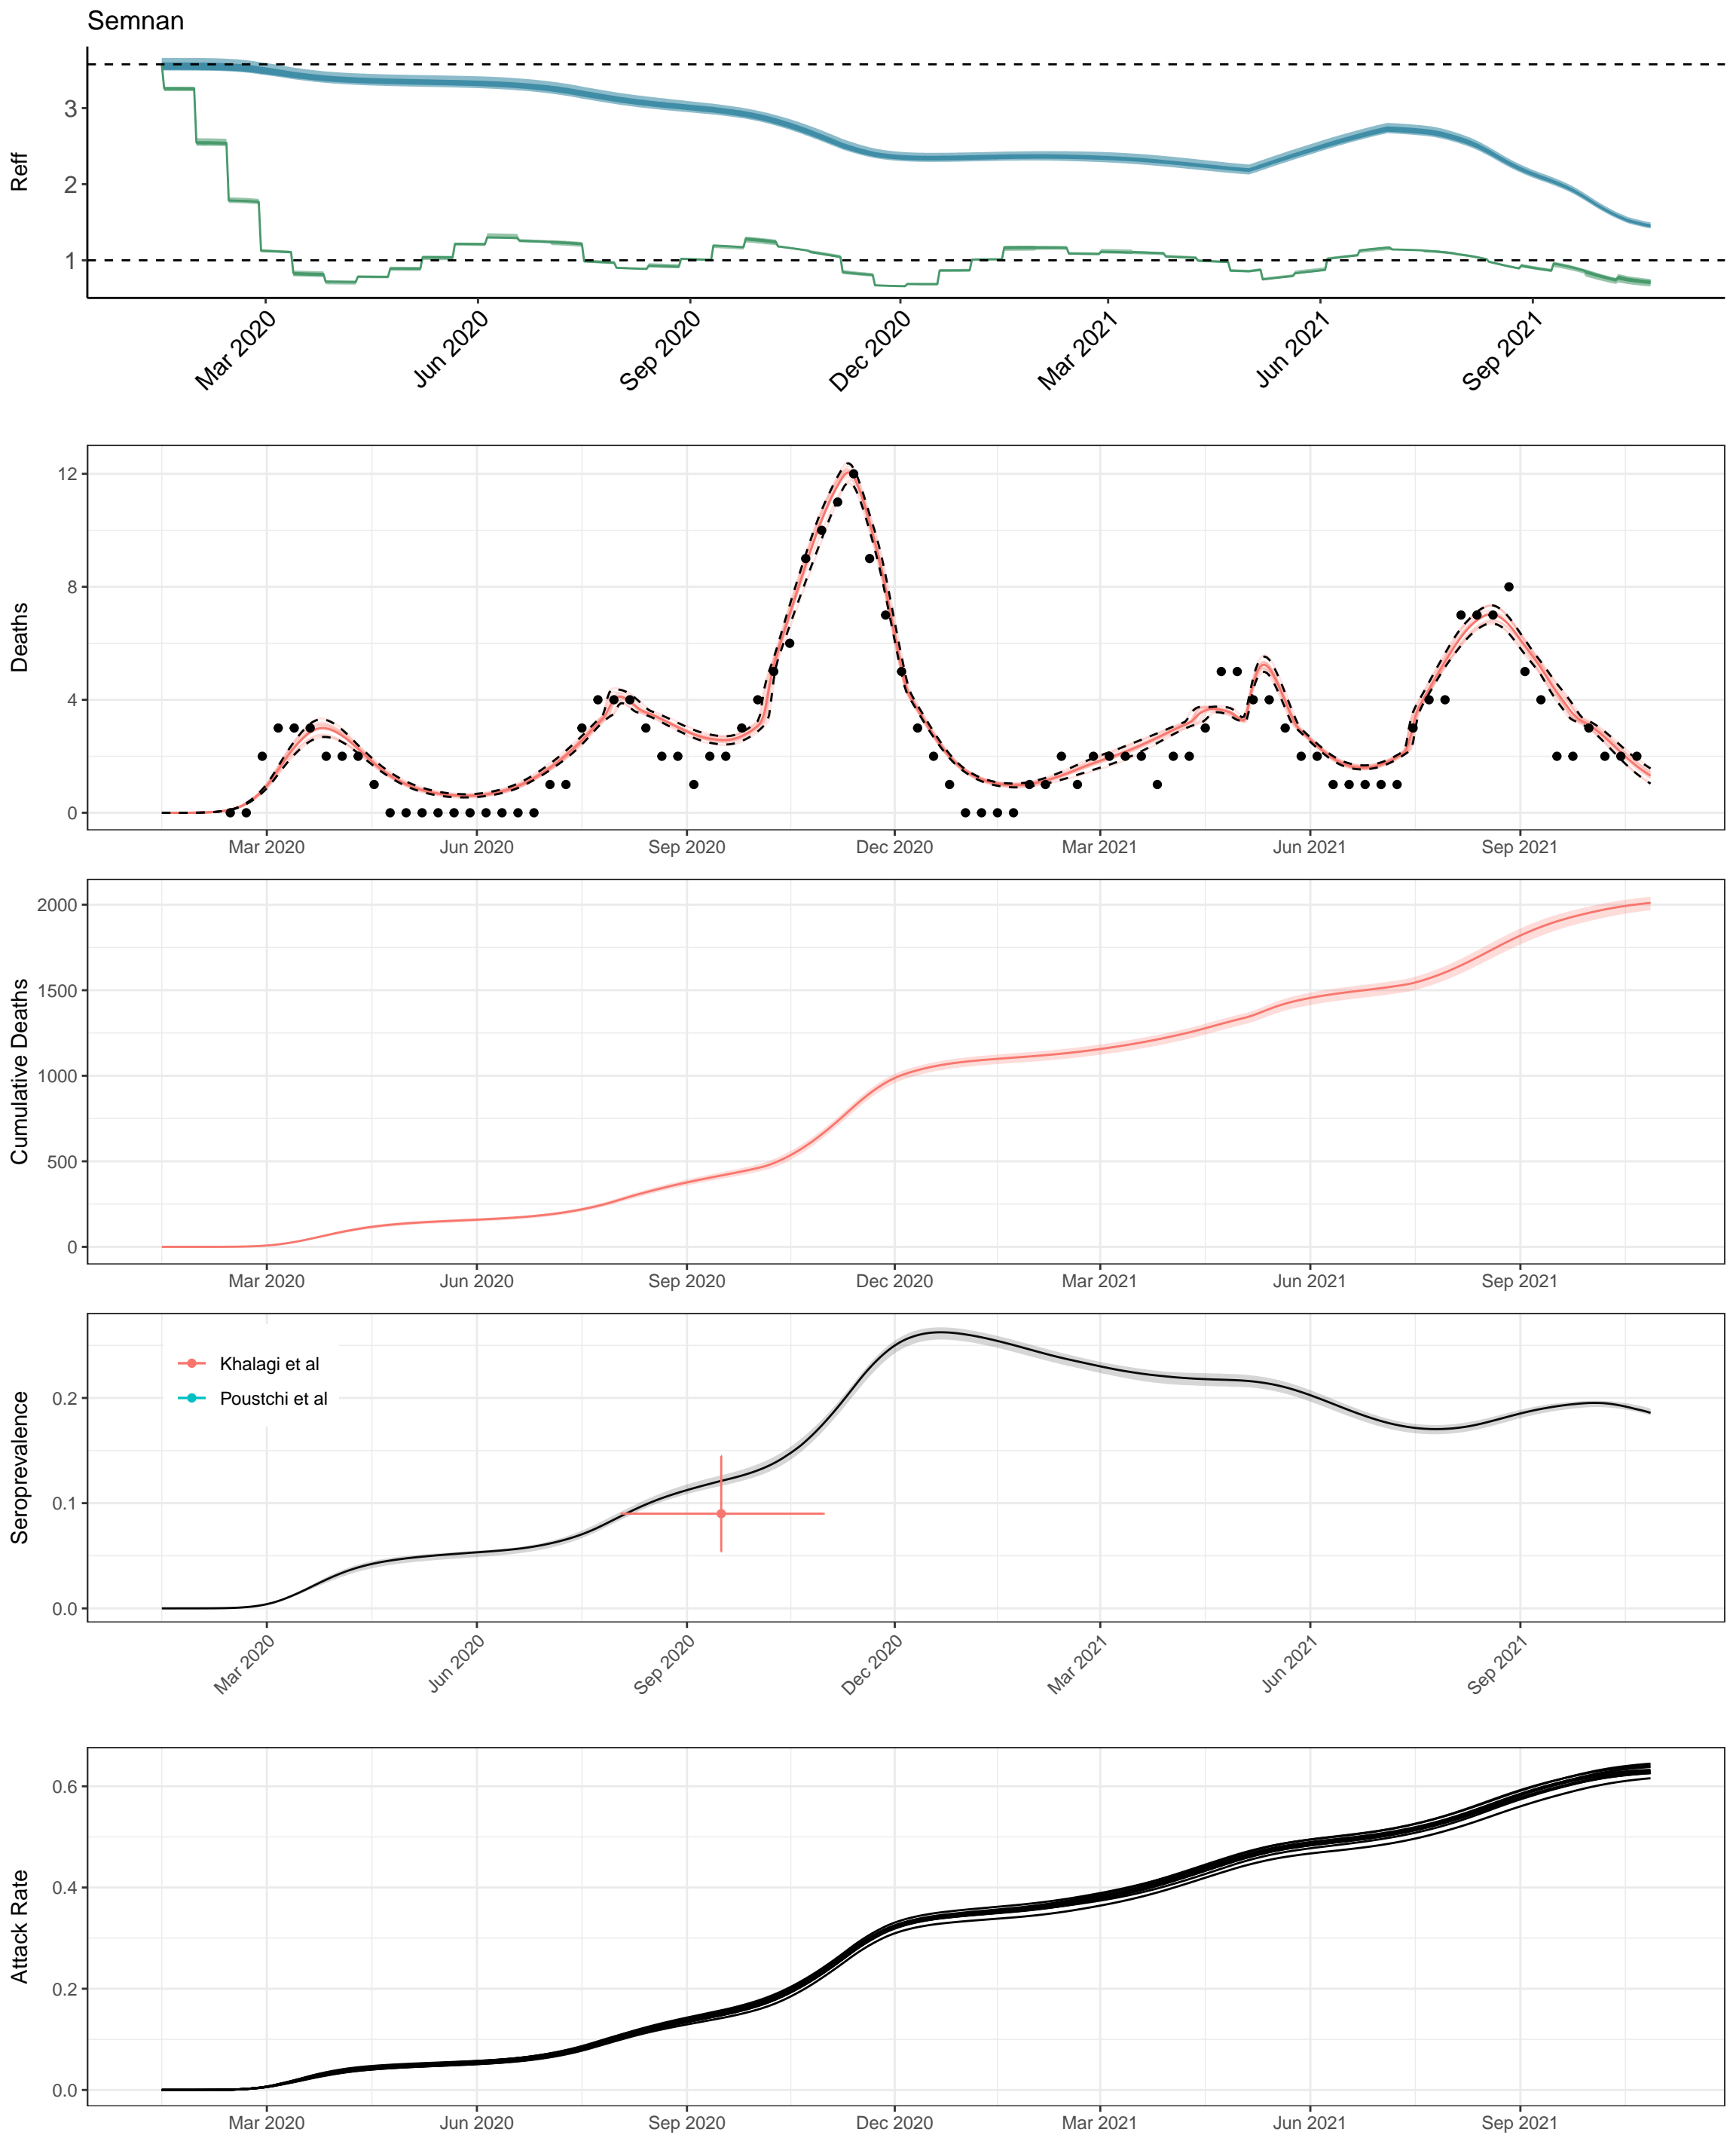 Semnan
Reff
3
2
1
Mar 2020
Jun 2020
Sep 2020
Dec 2020
Mar 2021
Jun 2021
Sep 2021
Deaths
12
8
4
0
Mar 2020
Jun 2020
Sep 2020
Dec 2020
Mar 2021
Jun 2021
Sep 2021
Cumulative Deaths
2000
1500
1000
500
0
Mar 2020
Jun 2020
Sep 2020
Dec 2020
Mar 2021
Jun 2021
Sep 2021
Seroprevalence
Khalagi et al
Poustchi et al
0.2
0.1
0.0
Mar 2020
Jun 2020
Sep 2020
Dec 2020
Mar 2021
Jun 2021
Sep 2021
Attack Rate
0.6
0.4
0.2
0.0
Mar 2020
Jun 2020
Sep 2020
Dec 2020
Mar 2021
Jun 2021
Sep 2021